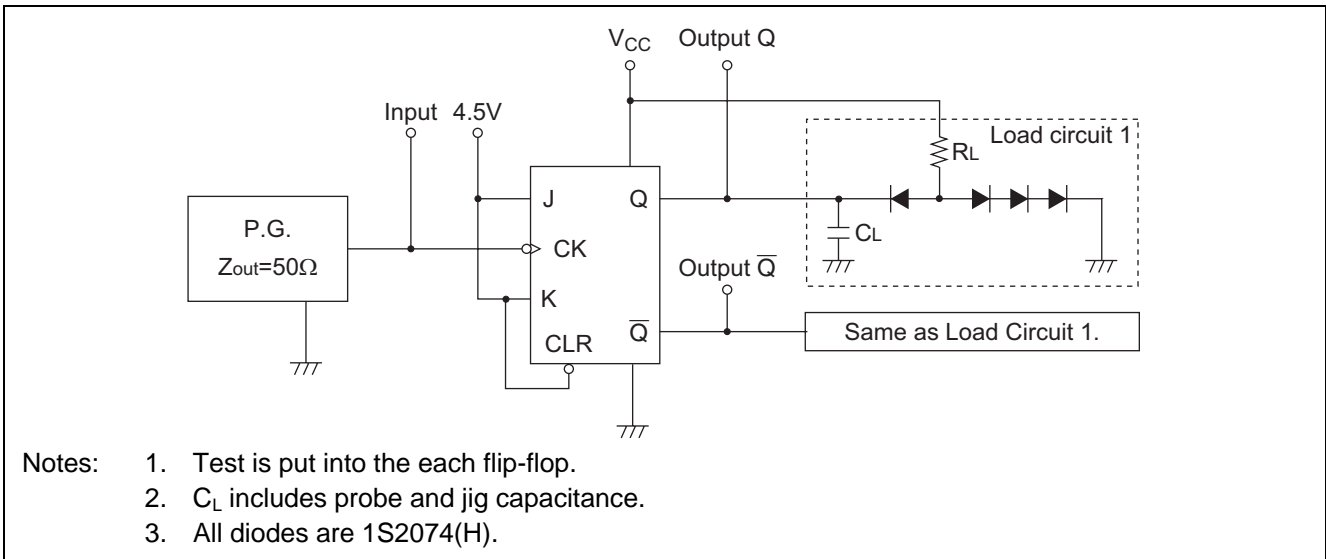 VCC Output Q
Input 4.5V
Load circuit 1
RL
J Q
P.G.
Zout=50Ω
CK
CL
Output Q̅
K
Q̅
Same as Load Circuit 1.
CLR
Notes: 1. Test is put into the each flip-flop.
2. CL includes probe and jig capacitance.
3. All diodes are 1S2074(H).